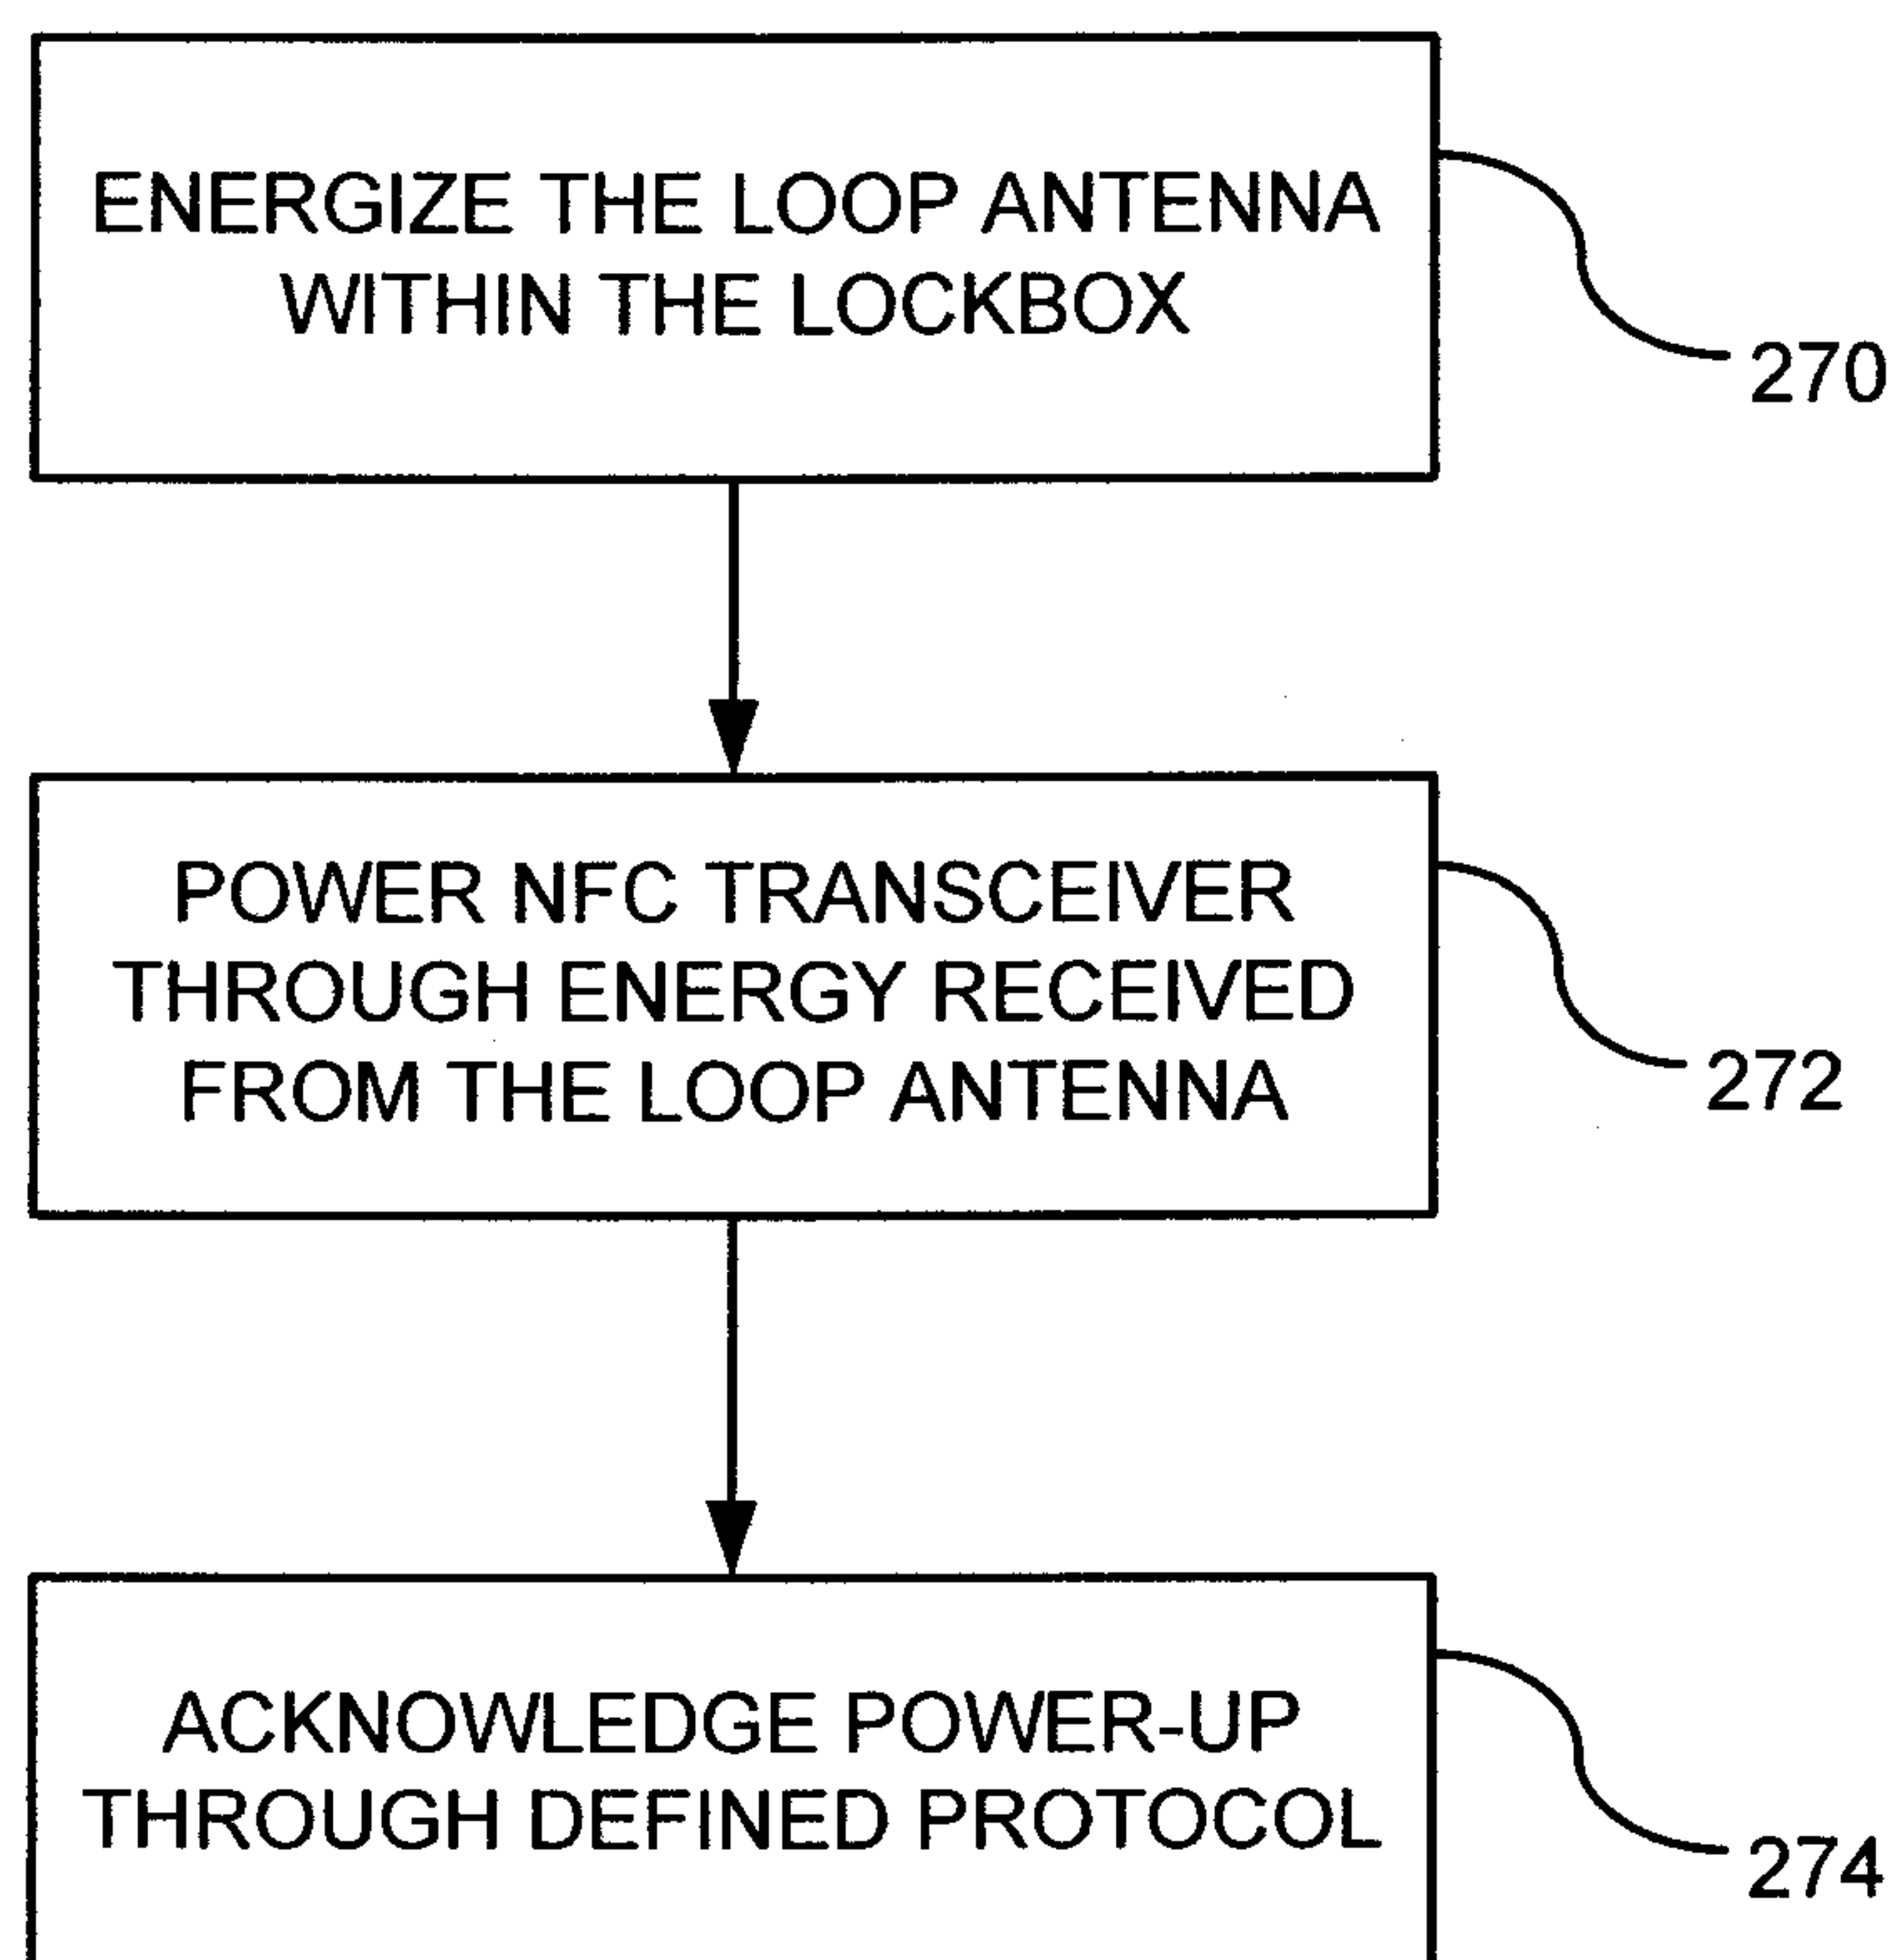 ENERGIZE THE LOOP ANTENNA
WITHIN THE LOCKBOX
270
POWER NFC TRANSCEIVER
THROUGH ENERGY RECEIVED
FROM THE LOOP ANTENNA
272
ACKNOWLEDGE POWER-UP
THROUGH DEFINED PROTOCOL
274